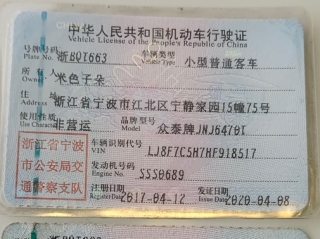 中华人民共和国机动车行驶证
Vehicle License of the People's Republic of China
号牌号码 浙BQT663 车辆类型 小型普通客车
Plate No. Vehicle Type
所有人 米色子朵
Owner
住址 浙江省宁波市江北区宁静家园15幢75号
Address
使用性质 非营运 品牌型号 众泰牌JNJ6470T
Use Character Model
浙江省宁波 车辆识别代号 LJ8F7C5H7HF918517
VIN
市公安局交 发动机号码 SSS0689
Engine No.
通警察支队 注册日期 2017-04-12 发证日期 2020-04-08
Register Date Issue Date